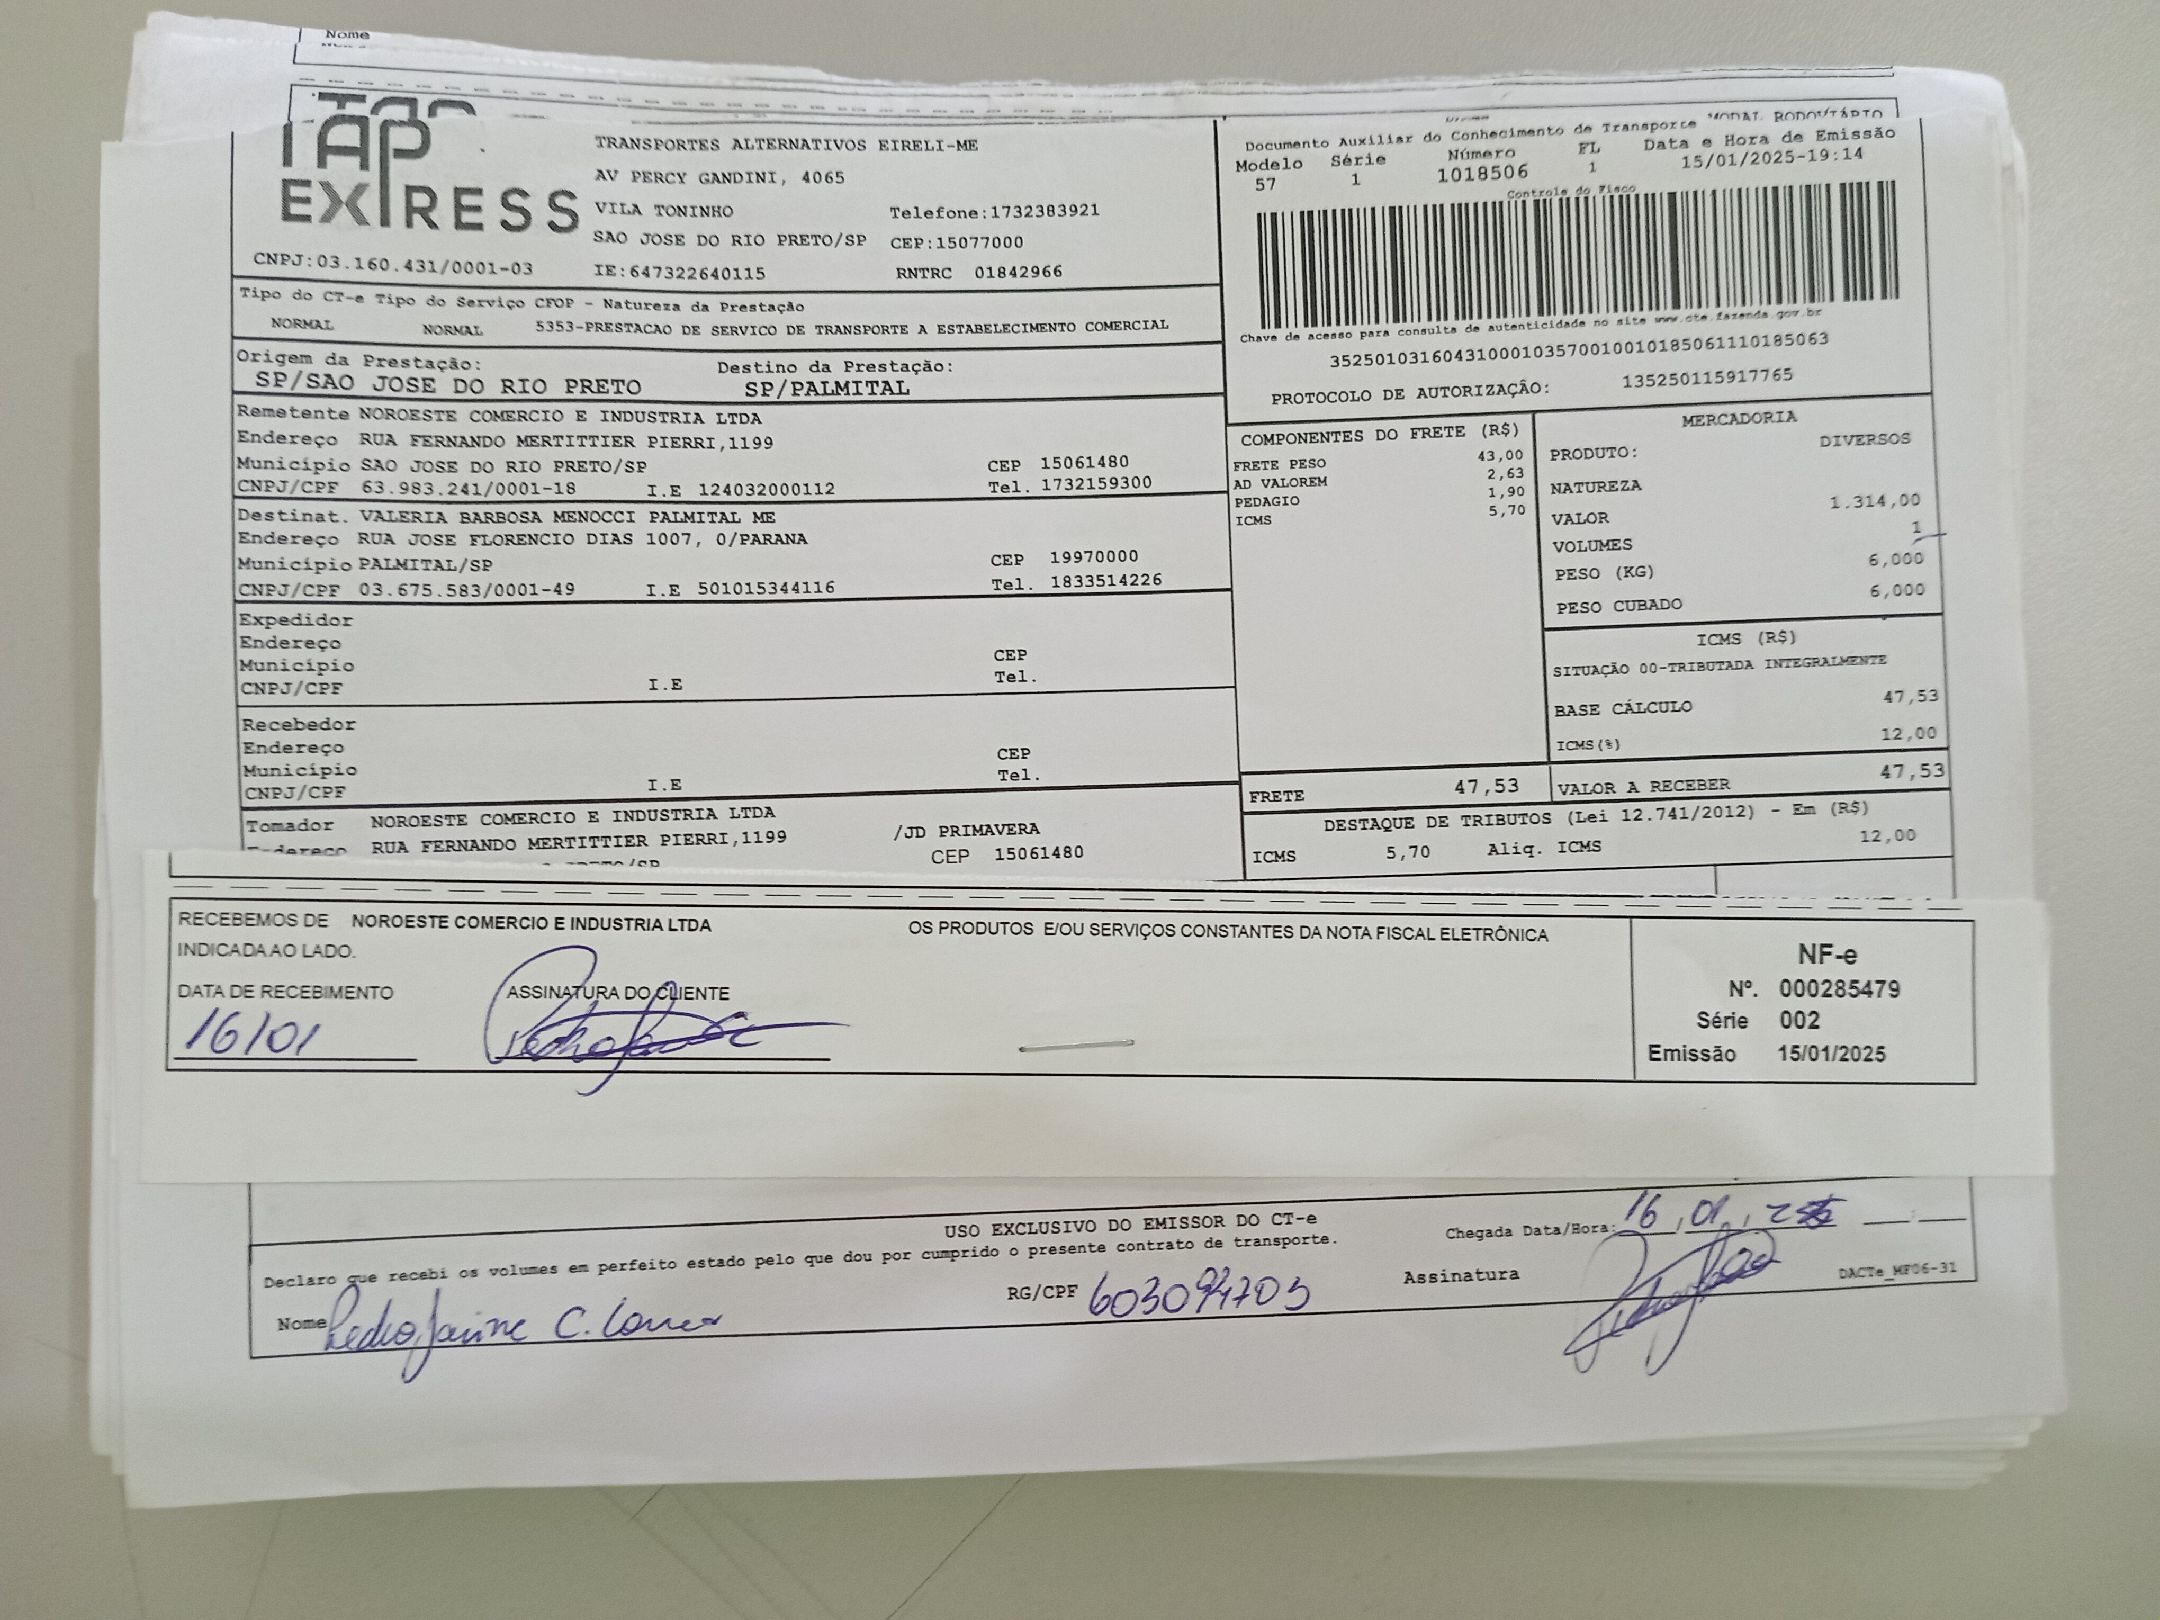 Nome
TAP
EXPRESS
TRANSPORTES ALTERNATIVOS EIRELI-ME
AV PERCY GANDINI, 4065
VILA TONINHO Telefone:1732383921
SAO JOSE DO RIO PRETO/SP CEP:15077000
CNPJ:03.160.431/0001-03 IE:647322640115 RNTRC 01842966
MODAL RODOVIÁRIO
Documento Auxiliar do Conhecimento de Transporte
Modelo Série Número FL Data e Hora de Emissão
57 1 1018506 1 15/01/2025-19:14
Controle do Fisco
Chave de acesso para consulta de autenticidade no site www.cte.fazenda.gov.br
35250103160431000103570010010185061110185063
PROTOCOLO DE AUTORIZAÇÃO: 135250115917765
Tipo do CT-e Tipo do Serviço CFOP - Natureza da Prestação
NORMAL NORMAL 5353-PRESTACAO DE SERVICO DE TRANSPORTE A ESTABELECIMENTO COMERCIAL
Origem da Prestação: Destino da Prestação:
SP/SAO JOSE DO RIO PRETO SP/PALMITAL
Remetente NOROESTE COMERCIO E INDUSTRIA LTDA
Endereço RUA FERNANDO MERTITTIER PIERRI,1199
Município SAO JOSE DO RIO PRETO/SP CEP 15061480
CNPJ/CPF 63.983.241/0001-18 I.E 124032000112 Tel. 1732159300
Destinat. VALERIA BARBOSA MENOCCI PALMITAL ME
Endereço RUA JOSE FLORENCIO DIAS 1007, 0/PARANA
Município PALMITAL/SP CEP 19970000
CNPJ/CPF 03.675.583/0001-49 I.E 501015344116 Tel. 1833514226
Expedidor
Endereço
Município CEP
CNPJ/CPF I.E Tel.
Recebedor
Endereço
Município CEP
CNPJ/CPF I.E Tel.
Tomador NOROESTE COMERCIO E INDUSTRIA LTDA
Endereço RUA FERNANDO MERTITTIER PIERRI,1199 /JD PRIMAVERA
CEP 15061480
COMPONENTES DO FRETE (R$)
FRETE PESO 43,00
AD VALOREM 2,63
PEDAGIO 1,90
ICMS 5,70
MERCADORIA
PRODUTO: DIVERSOS
NATUREZA
VALOR 1.314,00
VOLUMES 1
PESO (KG) 6,000
PESO CUBADO 6,000
ICMS (R$)
SITUAÇÃO 00-TRIBUTADA INTEGRALMENTE
BASE CÁLCULO 47,53
ICMS(%) 12,00
FRETE 47,53 VALOR A RECEBER 47,53
DESTAQUE DE TRIBUTOS (Lei 12.741/2012) - Em (R$)
ICMS 5,70 Aliq. ICMS 12,00
RECEBEMOS DE NOROESTE COMERCIO E INDUSTRIA LTDA OS PRODUTOS E/OU SERVIÇOS CONSTANTES DA NOTA FISCAL ELETRÔNICA
INDICADA AO LADO.
DATA DE RECEBIMENTO ASSINATURA DO CLIENTE
16/01
NF-e
Nº. 000285479
Série 002
Emissão 15/01/2025
USO EXCLUSIVO DO EMISSOR DO CT-e
Declaro que recebi os volumes em perfeito estado pelo que dou por cumprido o presente contrato de transporte.
Chegada Data/Hora: 16/01/
Nome Pedro C. RG/CPF Assinatura DACTe_MF06-31